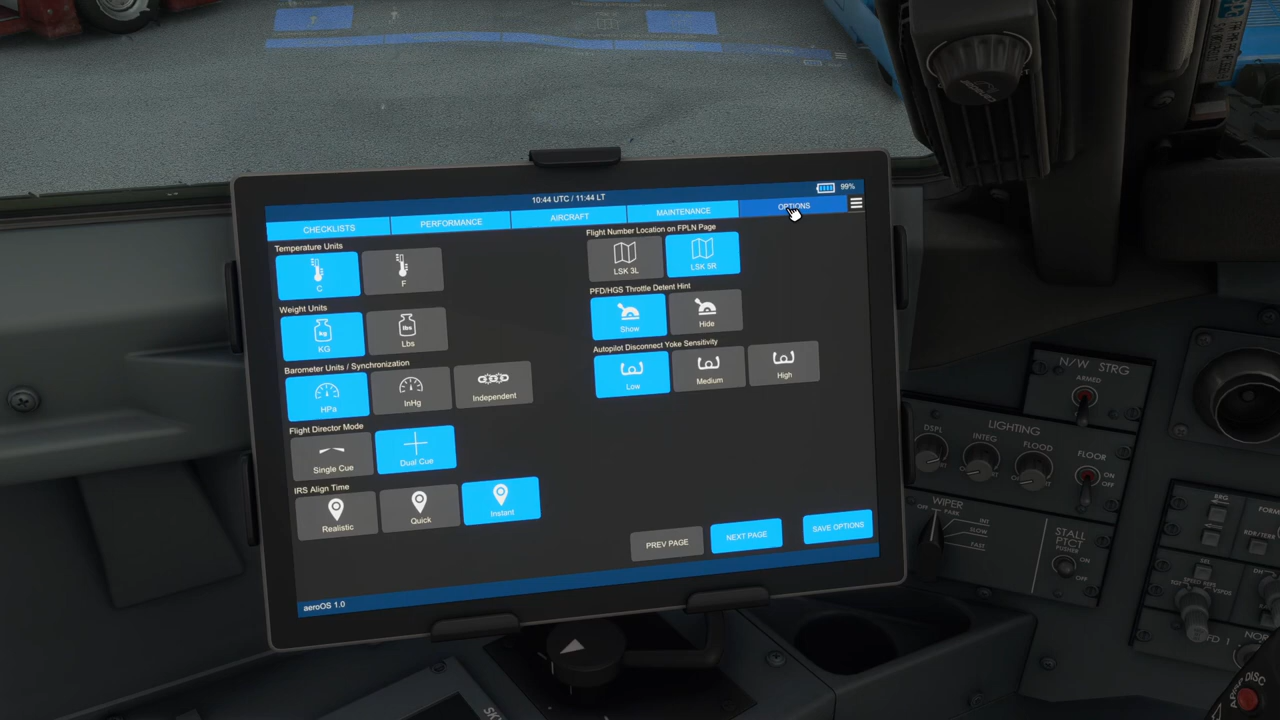 10:44 UTC / 11:44 LT
99%
CHECKLISTS
PERFORMANCE
AIRCRAFT
MAINTENANCE
OPTIONS
Temperature Units
C
F
Weight Units
kg
KG
lbs
Lbs
Barometer Units / Synchronization
HPa
InHg
Independent
Flight Director Mode
Single Cue
Dual Cue
IRS Align Time
Realistic
Quick
Instant
Flight Number Location on FPLN Page
LSK 3L
LSK 5R
PFD/HGS Throttle Detent Hint
Show
Hide
Autopilot Disconnect Yoke Sensitivity
Low
Medium
High
PREV PAGE
NEXT PAGE
SAVE OPTIONS
aeroOS 1.0
N/W STRG
ARMED
LIGHTING
DSPL
INTEG
FLOOD
FLOOR
ON
OFF
WIPER
OFF
PARK
INT
SLOW
FAST
STALL
PTCT
PUSHER
ON
OFF